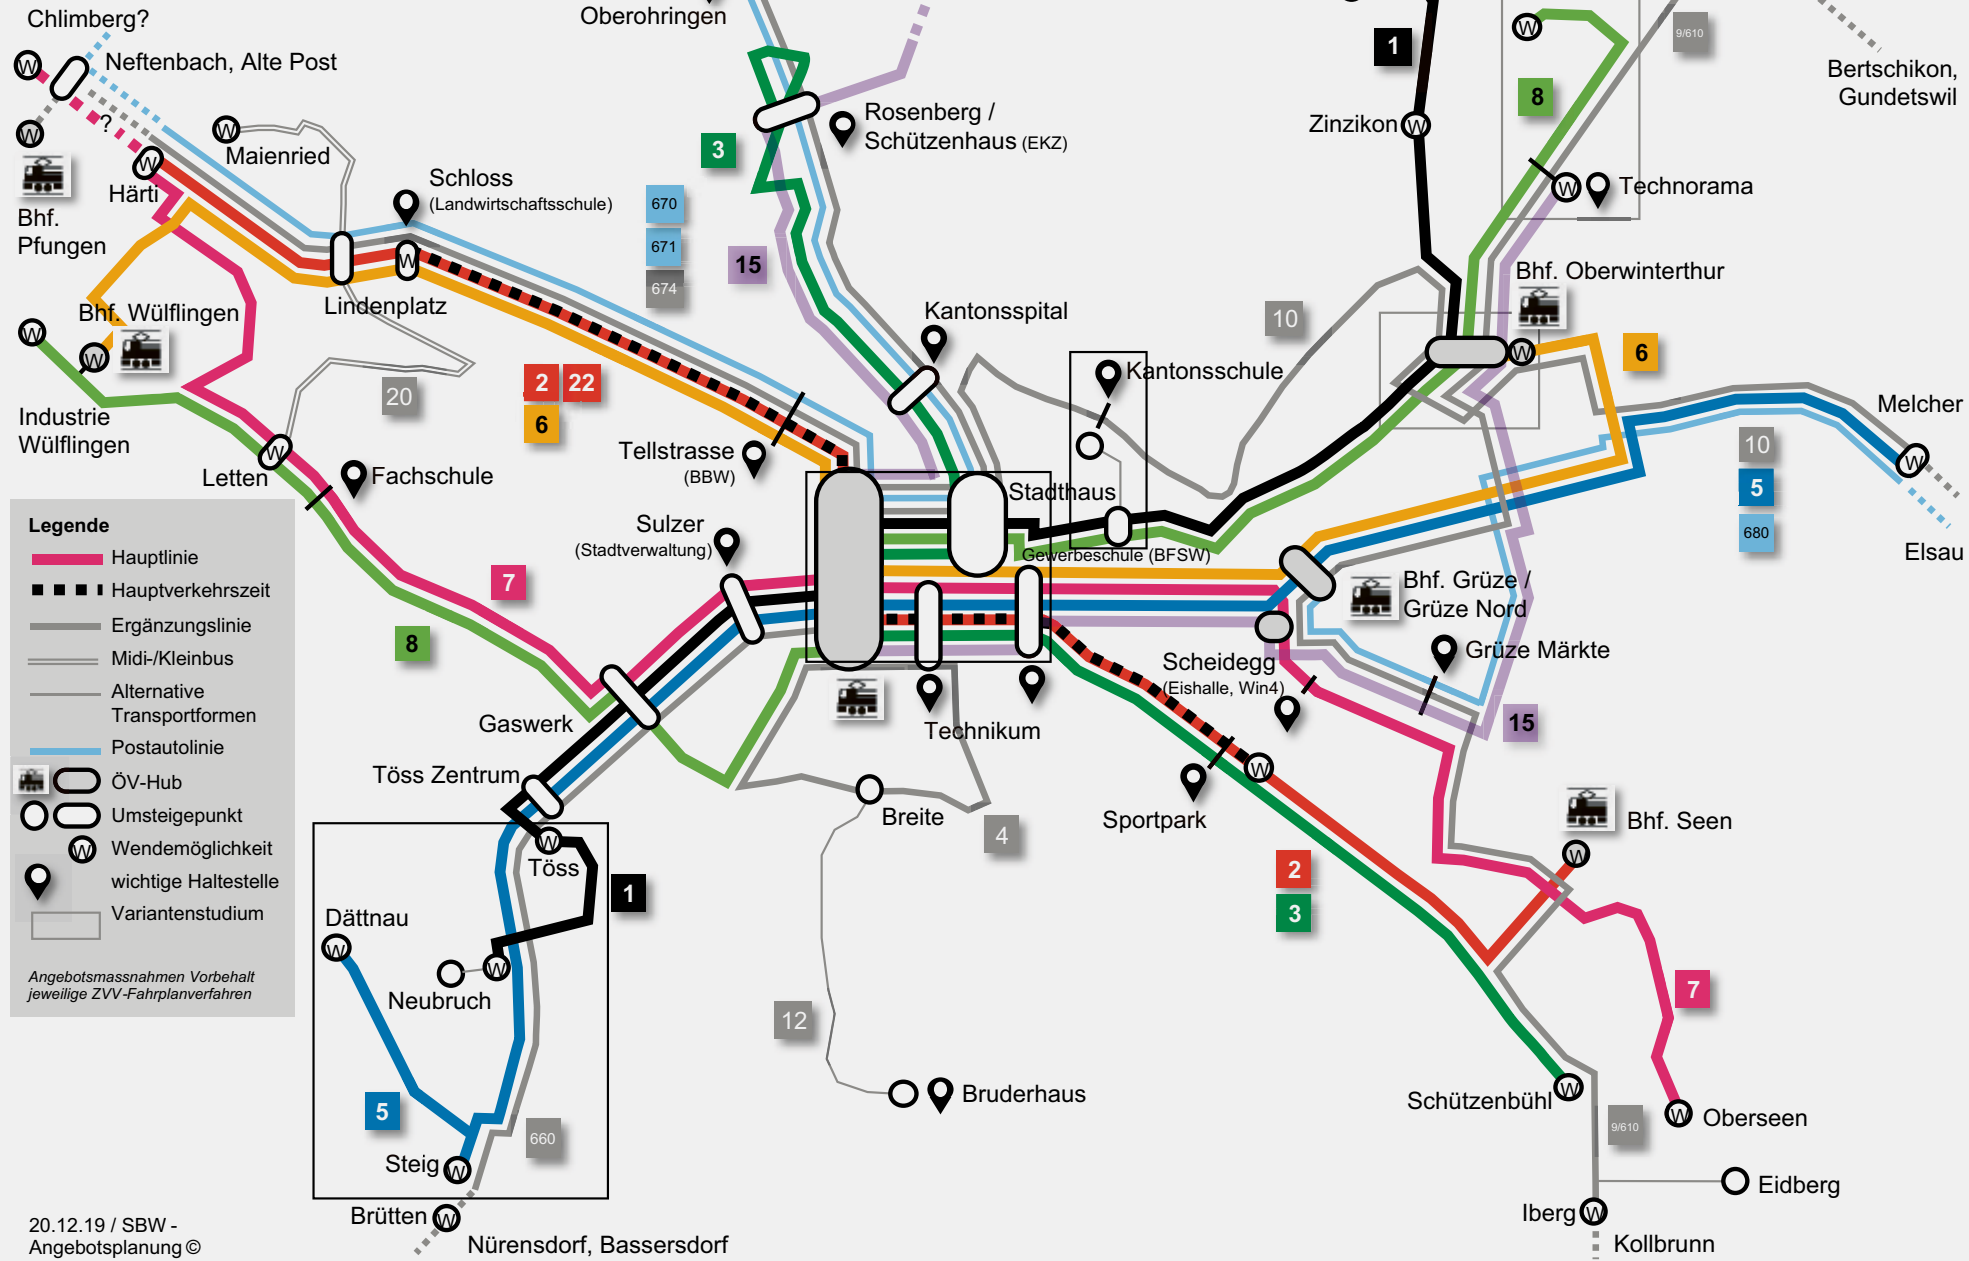 Chlimberg?
Neftenbach, Alte Post
?
Maienried
Härti
Bhf.
Pfungen
Schloss
(Landwirtschaftsschule)
Lindenplatz
Bhf. Wülflingen
Industrie
Wülflingen
20
Letten
Fachschule
2
22
6
670
671
674
Oberohringen
3
15
Rosenberg /
Schützenhaus (EKZ)
Kantonsspital
Tellstrasse
(BBW)
Sulzer
(Stadtverwaltung)
Stadthaus
Gewerbeschule (BFSW)
Kantonsschule
10
1
Zinzikon
8
9/610
Bertschikon,
Gundetswil
Technorama
Bhf. Oberwinterthur
6
Melcher
10
5
680
Elsau
Bhf. Grüze /
Grüze Nord
Grüze Märkte
15
Scheidegg
(Eishalle, Win4)
Legende
Hauptlinie
Hauptverkehrszeit
Ergänzungslinie
Midi-/Kleinbus
Alternative
Transportformen
Postautolinie
ÖV-Hub
Umsteigepunkt
W Wendemöglichkeit
wichtige Haltestelle
Variantenstudium
Angebotsmassnahmen Vorbehalt
jeweilige ZVV-Fahrplanverfahren
7
8
Gaswerk
Töss Zentrum
Töss
1
Dättnau
Neubruch
5
660
Steig
Brütten
Nürensdorf, Bassersdorf
Technikum
Breite
4
12
Bruderhaus
Sportpark
2
3
Bhf. Seen
7
Schützenbühl
Oberseen
9/610
Eidberg
Iberg
Kollbrunn
20.12.19 / SBW -
Angebotsplanung ©